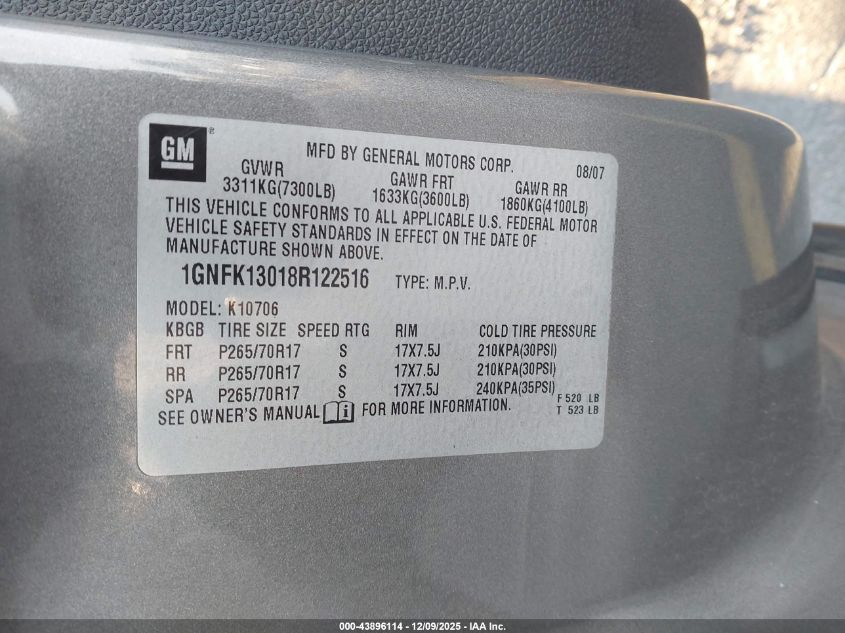 GM ®
MFD BY GENERAL MOTORS CORP. 08/07
GVWR GAWR FRT GAWR RR
3311KG(7300LB) 1633KG(3600LB) 1860KG(4100LB)
THIS VEHICLE CONFORMS TO ALL APPLICABLE U.S. FEDERAL MOTOR
VEHICLE SAFETY STANDARDS IN EFFECT ON THE DATE OF
MANUFACTURE SHOWN ABOVE.
1GNFK13018R122516 TYPE: M.P.V.
MODEL: K10706
KBGB TIRE SIZE SPEED RTG RIM COLD TIRE PRESSURE
FRT P265/70R17 S 17X7.5J 210KPA(30PSI)
RR P265/70R17 S 17X7.5J 210KPA(30PSI)
SPA P265/70R17 S 17X7.5J 240KPA(35PSI)
F 520 LB
SEE OWNER'S MANUAL i FOR MORE INFORMATION. T 523 LB
000-43896114 - 12/09/2025 - IAA Inc.